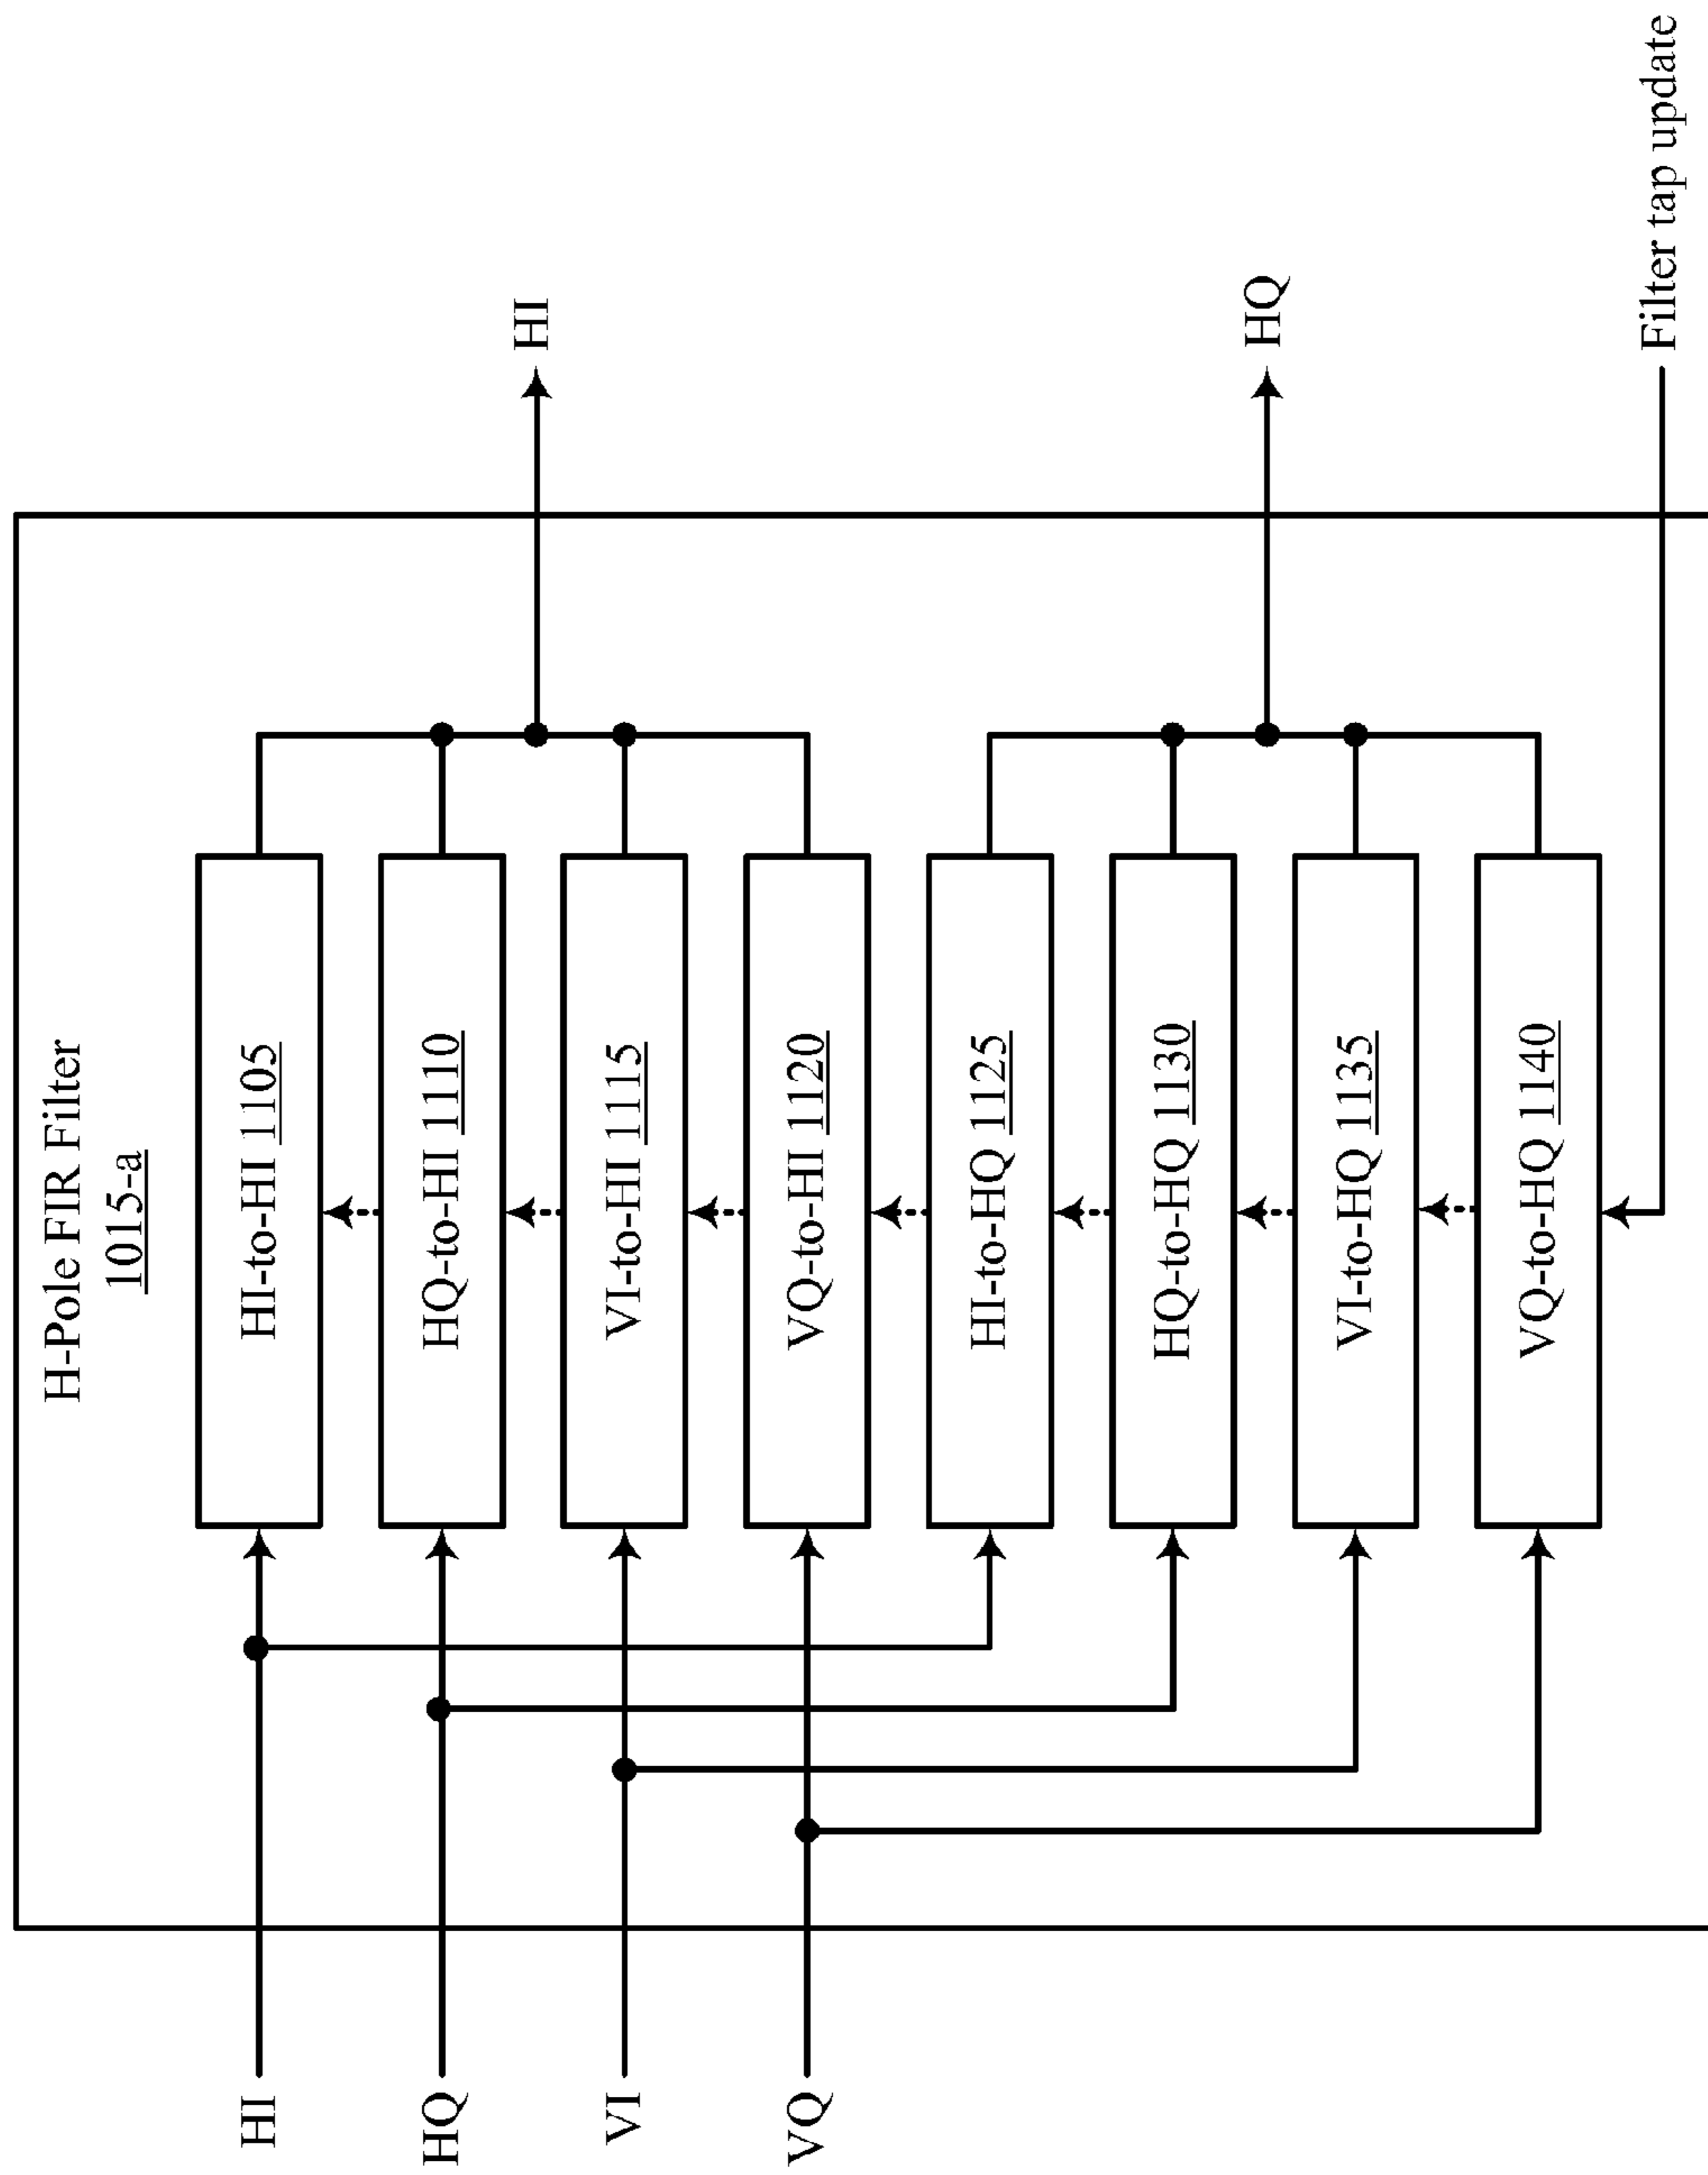 H-Pole FIR Filter
1015-a
HI
HQ
VI
VQ
HI-to-HI 1105
HQ-to-HI 1110
VI-to-HI 1115
VQ-to-HI 1120
HI-to-HQ 1125
HQ-to-HQ 1130
VI-to-HQ 1135
VQ-to-HQ 1140
HI
HQ
Filter tap update